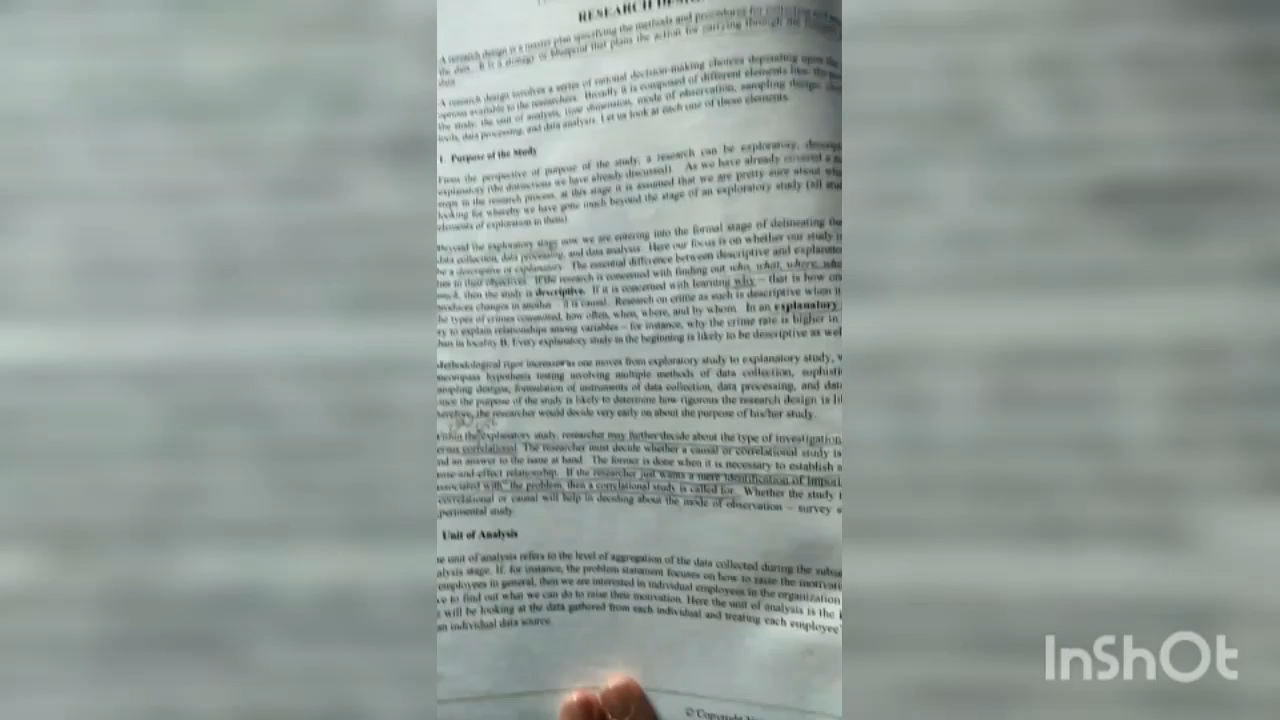 RESEARCH DESIG
A research design is a master plan specifying the methods and procedures for collecting
the data. It is a strategy or blueprint that plans the action for carrying through the
data.
A research design involves a series of rational decision-making choices depending upon the
options available to the researchers. Broadly it is composed of different elements like
the study, the unit of analysis, time dimension, mode of observation, sampling design,
tools, data processing, and data analysis. Let us look at each one of these elements.
1. Purpose of the Study
From the perspective of purpose of the study, a research can be exploratory,
explanatory (the distinctions we have already discussed). As we have already covered a
steps in the research process, at this stage it is assumed that we are pretty sure about
looking for whereby we have gone much beyond the stage of an exploratory study (all
elements of exploration in them).
Beyond the exploratory stage now we are entering into the formal stage of delineating the
data collection, data processing, and data analysis. Here our focus is on whether our study
be a descriptive or explanatory. The essential difference between descriptive and
lies in their objectives. If the research is concerned with finding out who, what, where,
much, then the study is descriptive. If it is concerned with learning why – that is how
produces changes in another – it is causal. Research on crime as such is descriptive when it
he types of crimes committed, how often, when, where, and by whom. In an explanatory
ry to explain relationships among variables – for instance, why the crime rate is higher in
han in locality B. Every explanatory study in the beginning is likely to be descriptive as wel
Methodological rigor increases as one moves from exploratory study to explanatory study,
ncompass hypothesis testing involving multiple methods of data collection, sophisti
ampling designs, formulation of instruments of data collection, data processing, and dat
ince the purpose of the study is likely to determine how rigorous the research design is
herefore, the researcher would decide very early on about the purpose of his/her study.
Within the explanatory study, researcher may further decide about the type of investigation
ersus correlational. The researcher must decide whether a causal or correlational study is
nd an answer to the issue at hand. The former is done when it is necessary to establish a
ause-and-effect relationship. If the researcher just wants a mere identification of
associated with" the problem, then a correlational study is called for. Whether the study
correlational or causal will help in deciding about the mode of observation – survey
perimental study.
Unit of Analysis
he unit of analysis refers to the level of aggregation of the data collected during the
alysis stage. If, for instance, the problem statement focuses on how to raise the
employees in general, then we are interested in individual employees in the organization
ve to find out what we can do to raise their motivation. Here the unit of analysis is the
will be looking at the data gathered from each individual and treating each employee'
an individual data source.
© Copyright
InShOt